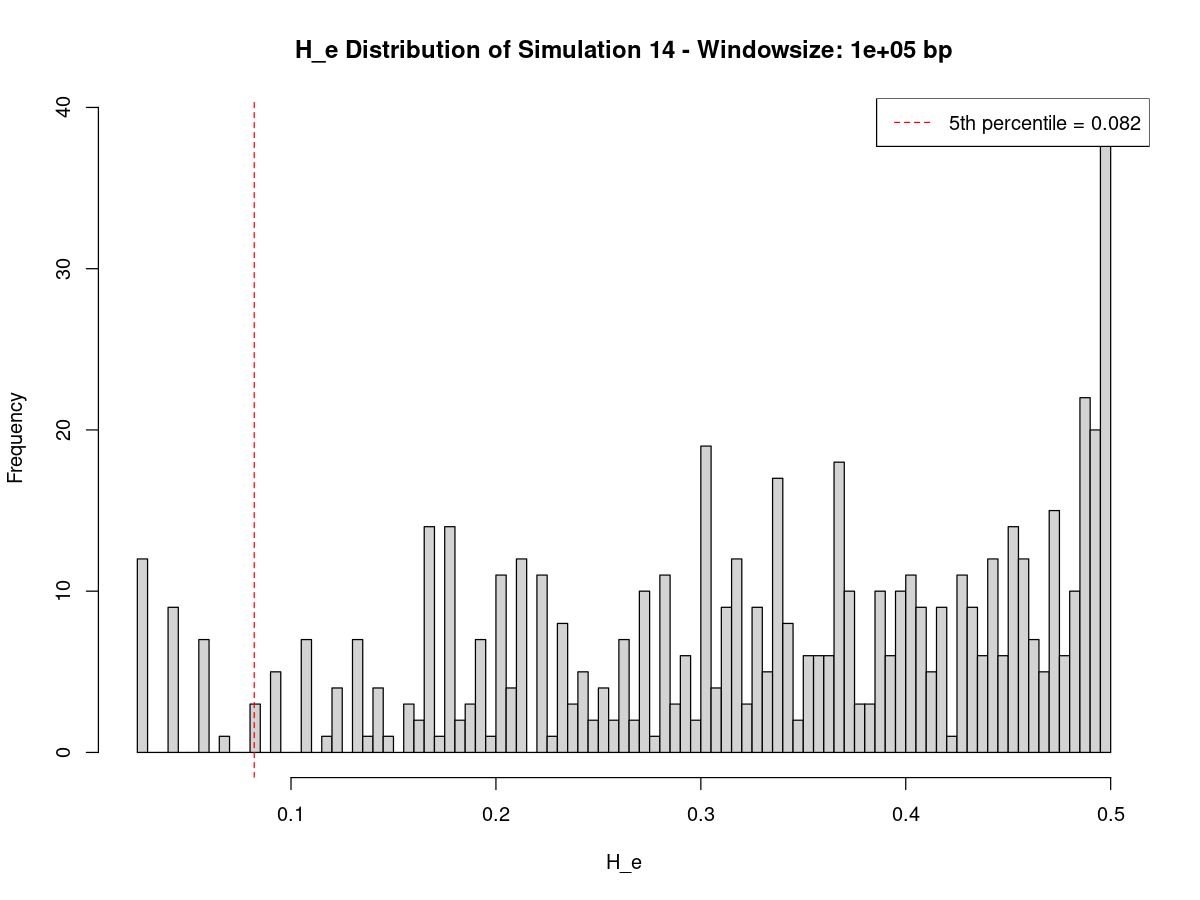 H_e Distribution of Simulation 14 - Windowsize: 1e+05 bp
5th percentile = 0.082
Frequency
40
30
20
10
0
0.1 0.2 0.3 0.4 0.5
H_e